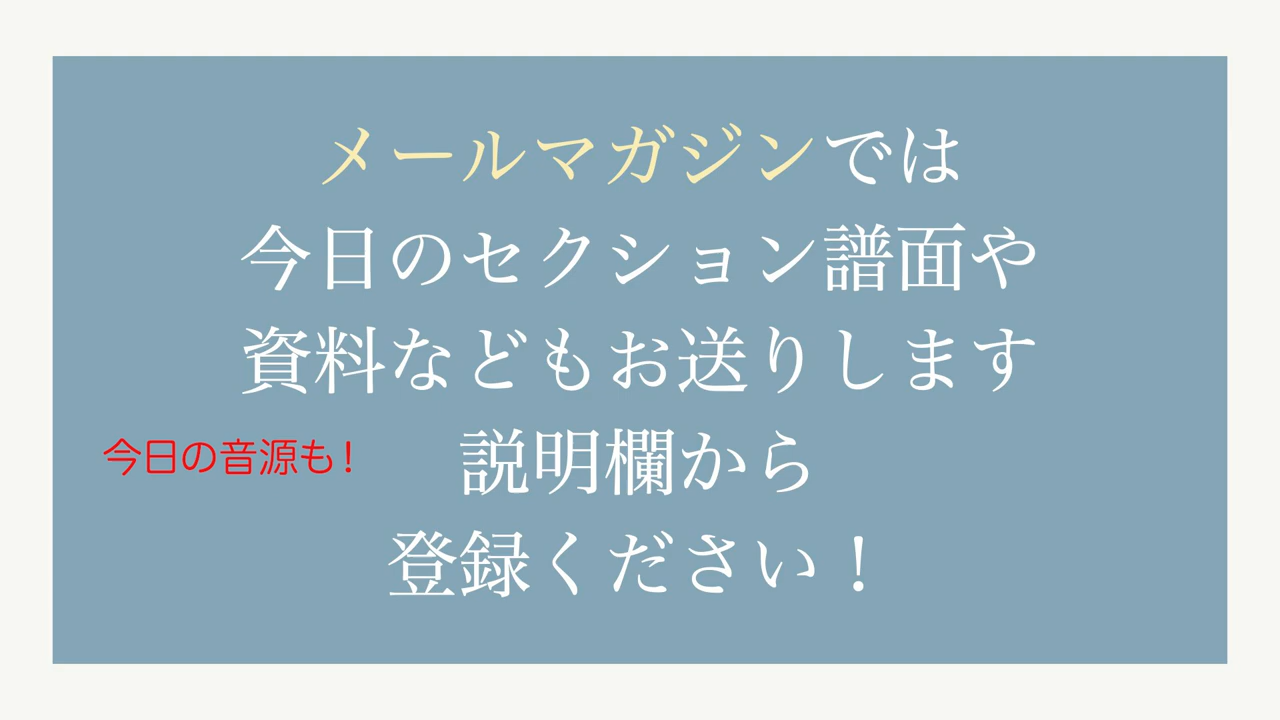 メールマガジンでは
今日のセクション譜面や
資料などもお送りします
今日の音源も！
説明欄から
登録ください！